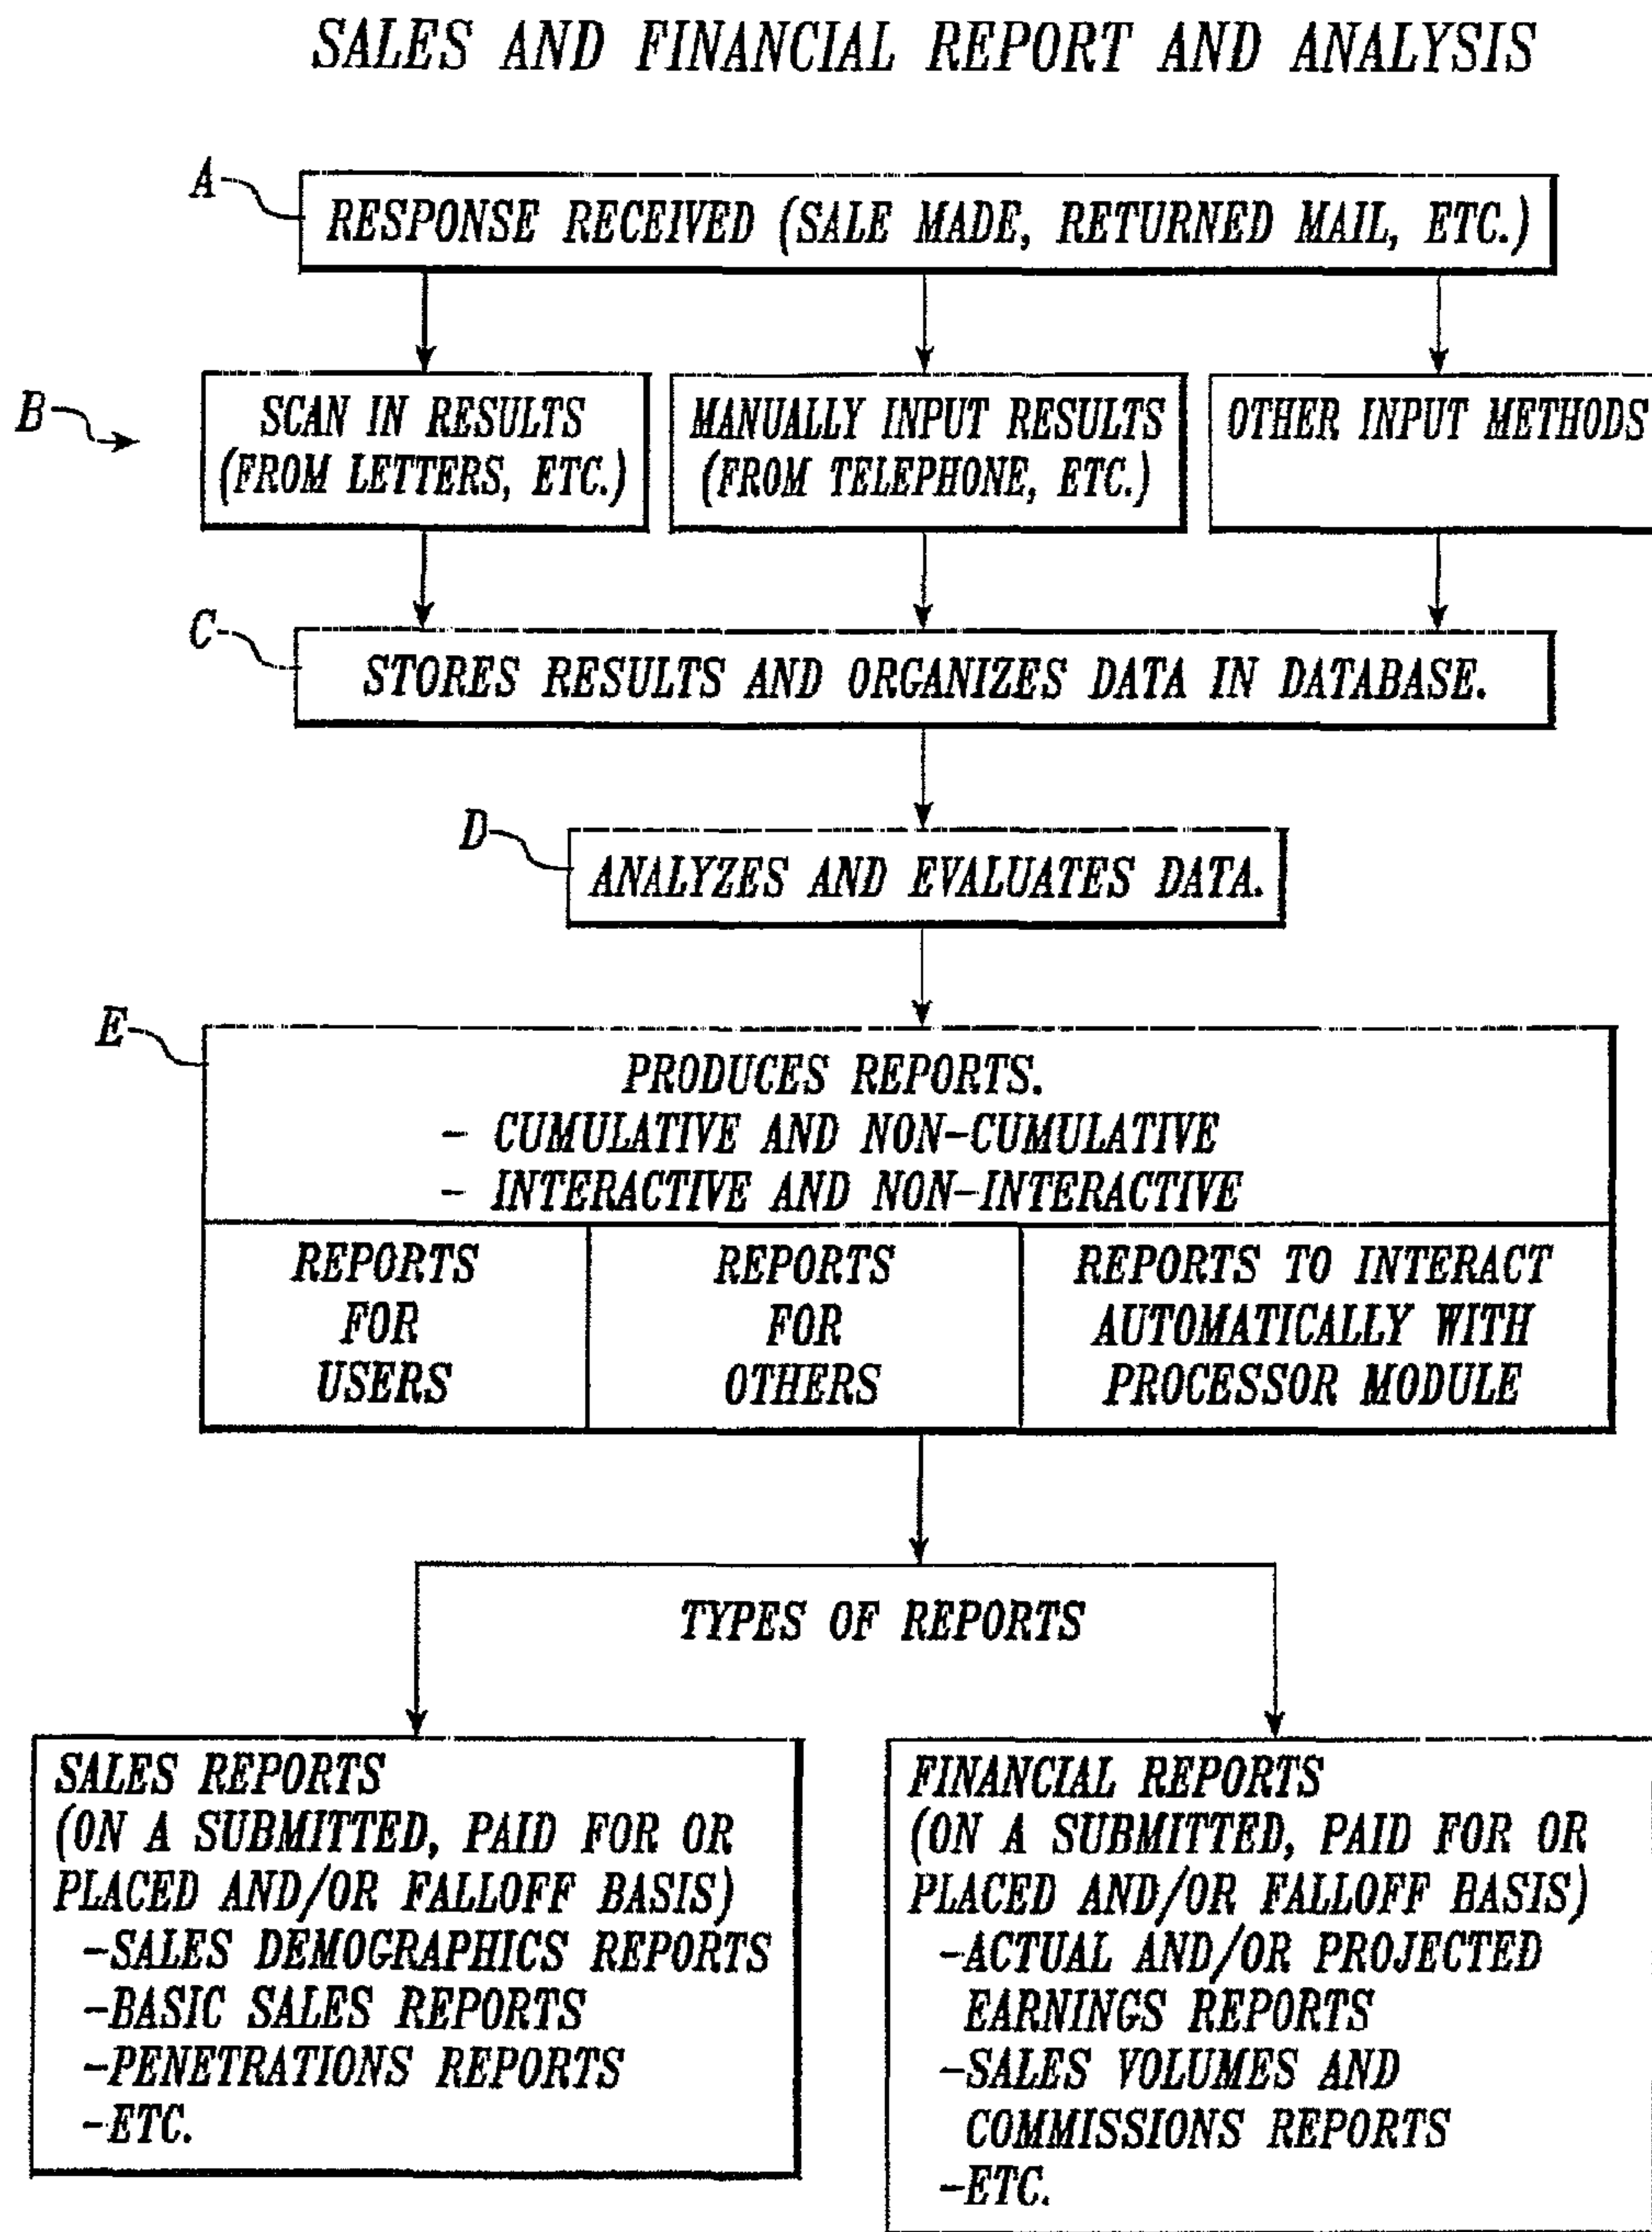 SALES AND FINANCIAL REPORT AND ANALYSIS
A
RESPONSE RECEIVED (SALE MADE, RETURNED MAIL, ETC.)
B
SCAN IN RESULTS
(FROM LETTERS, ETC.)
MANUALLY INPUT RESULTS
(FROM TELEPHONE, ETC.)
OTHER INPUT METHODS
C
STORES RESULTS AND ORGANIZES DATA IN DATABASE.
D
ANALYZES AND EVALUATES DATA.
E
PRODUCES REPORTS.
- CUMULATIVE AND NON-CUMULATIVE
- INTERACTIVE AND NON-INTERACTIVE
REPORTS
FOR
USERS
REPORTS
FOR
OTHERS
REPORTS TO INTERACT
AUTOMATICALLY WITH
PROCESSOR MODULE
TYPES OF REPORTS
SALES REPORTS
(ON A SUBMITTED, PAID FOR OR
PLACED AND/OR FALLOFF BASIS)
-SALES DEMOGRAPHICS REPORTS
-BASIC SALES REPORTS
-PENETRATIONS REPORTS
-ETC.
FINANCIAL REPORTS
(ON A SUBMITTED, PAID FOR OR
PLACED AND/OR FALLOFF BASIS)
-ACTUAL AND/OR PROJECTED
EARNINGS REPORTS
-SALES VOLUMES AND
COMMISSIONS REPORTS
-ETC.